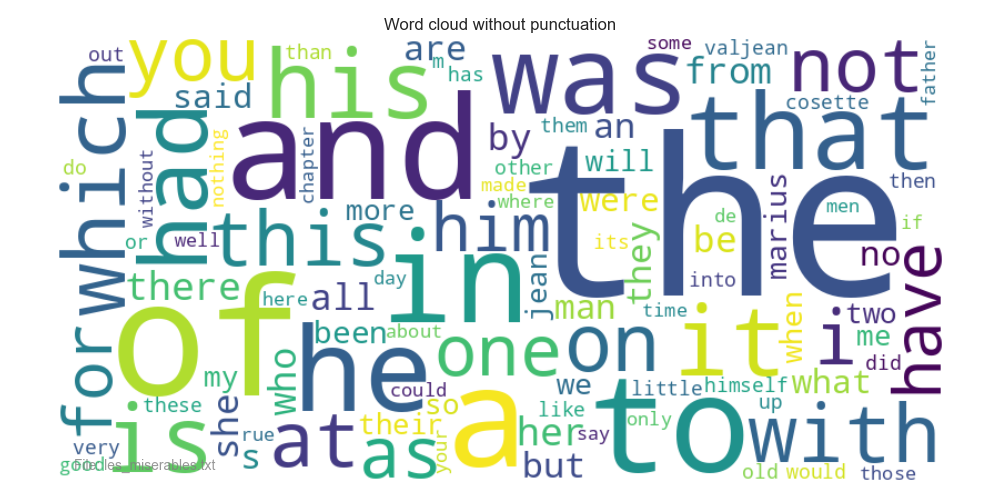 Word cloud without punctuation
out
you
than
are
m
has
some
valjean
from
not
father
which
said
his
was
cosette
had
and
by
them
an
that
do
nothing
chapter
other
will
the
then
without
made
where
were
more
him
de
men
marius
if
or
well
this
in
its
they
be
no
there
here
all
day
jean
into
have
of
man
time
when
i
two
for
been
about
one
on
it
me
he
did
my
who
could
we
little
himself
what
these
is
she
so
a
like
to
up
with
their
her
only
rue
at
as
your
say
very
s
but
old
would
those
good
File: les_miserables.txt